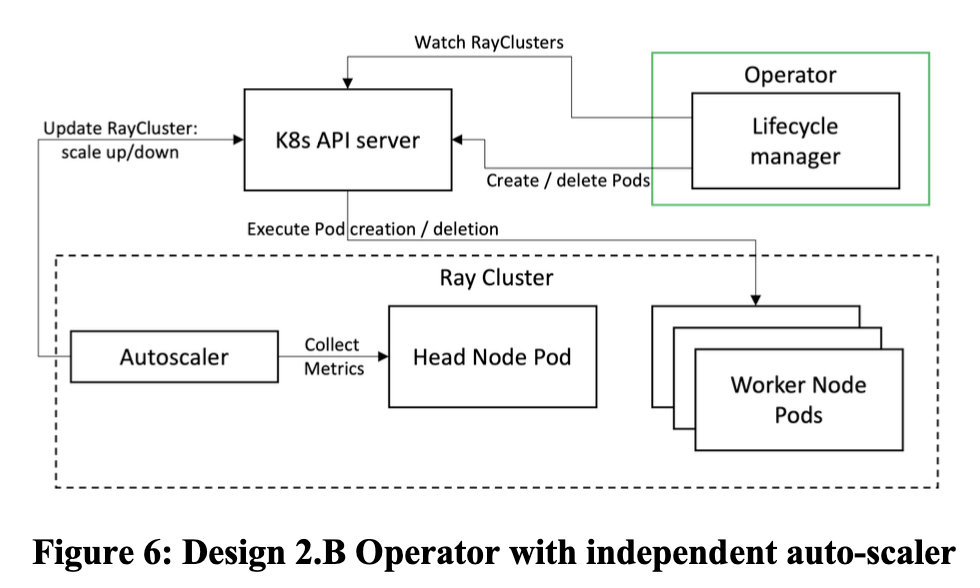 Watch RayClusters
Operator
Lifecycle
manager
K8s API server
Update RayCluster:
scale up/down
Create / delete Pods
Execute Pod creation / deletion
Ray Cluster
Autoscaler
Collect
Metrics
Head Node Pod
Worker Node
Pods
Figure 6: Design 2.B Operator with independent auto-scaler